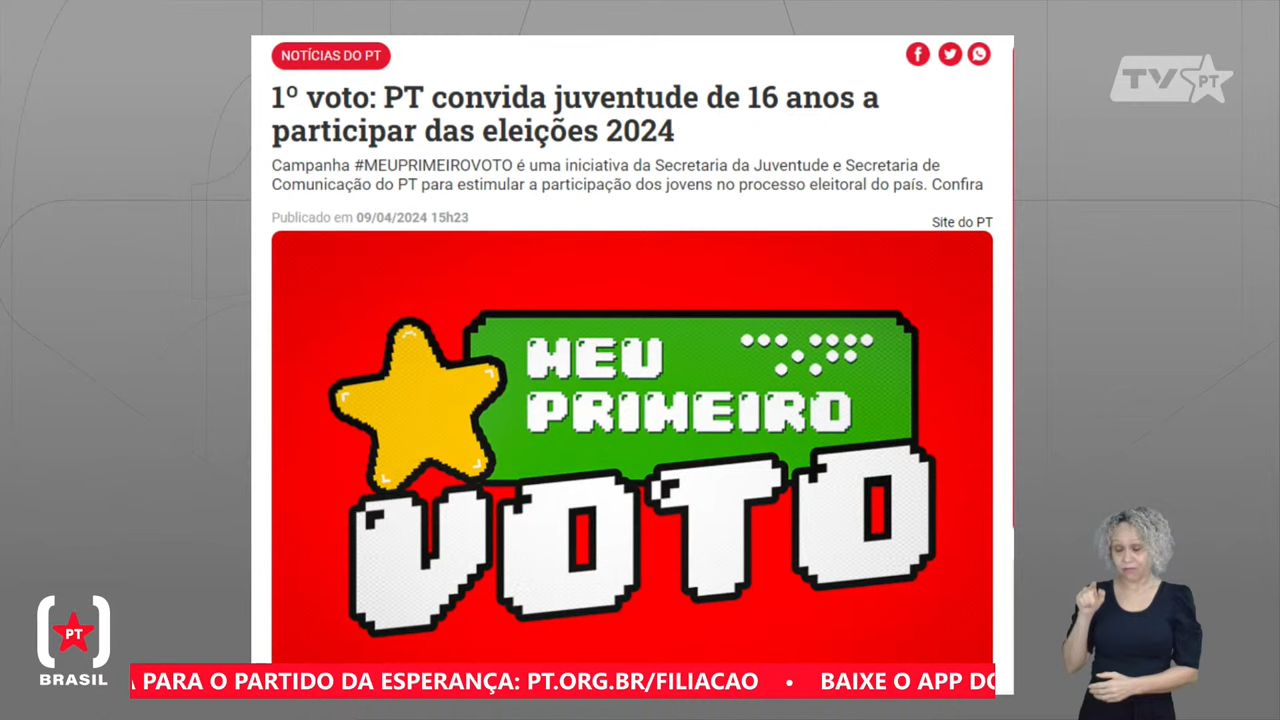 NOTÍCIAS DO PT
1º voto: PT convida juventude de 16 anos a
participar das eleições 2024
Campanha #MEUPRIMEIROVOTO é uma iniciativa da Secretaria da Juventude e Secretaria de
Comunicação do PT para estimular a participação dos jovens no processo eleitoral do país. Confira
Publicado em 09/04/2024 15h23
Site do PT
TV PT
MEU
PRIMEIRO
VOTO
PT
BRASIL
PARA O PARTIDO DA ESPERANÇA: PT.ORG.BR/FILIACAO • BAIXE O APP